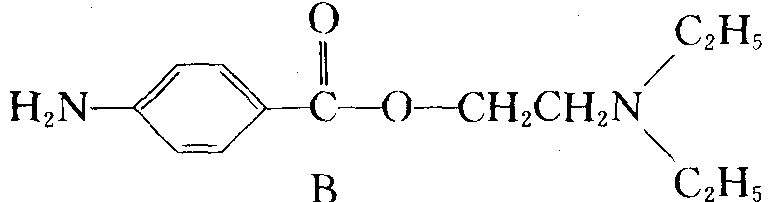 O
C₂H₅
H₂N C O CH₂CH₂N
C₂H₅
B